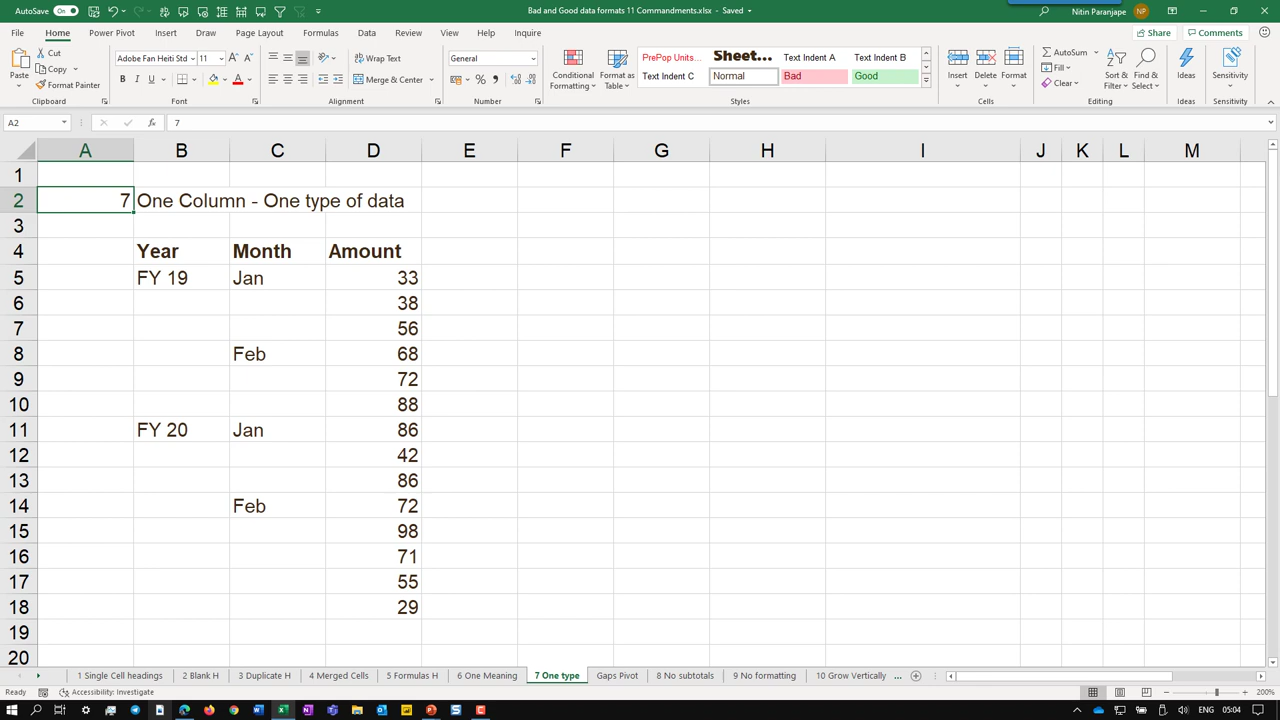 AutoSave On
Bad and Good data formats 11 Commandments.xlsx - Saved
Nitin Paranjape NP
File Home Power Pivot Insert Draw Page Layout Formulas Data Review View Help Inquire Share Comments
Paste
Cut
Copy
Format Painter
Clipboard
Adobe Fan Heiti Std 11
B I U
Font
Wrap Text
Merge & Center
Alignment
General
Number
Conditional Formatting
Format as Table
PrePop Units... Sheet... Text Indent A Text Indent B
Text Indent C Normal Bad Good
Styles
Insert Delete Format
Cells
AutoSum
Fill
Clear
Sort & Filter
Find & Select
Editing
Ideas
Ideas
Sensitivity
Sensitivity
A2 fx 7
A B C D E F G H I J K L M
1
2 7 One Column - One type of data
3
4 Year Month Amount
5 FY 19 Jan 33
6 38
7 56
8 Feb 68
9 72
10 88
11 FY 20 Jan 86
12 42
13 86
14 Feb 72
15 98
16 71
17 55
18 29
19
20
1 Single Cell headings 2 Blank H 3 Duplicate H 4 Merged Cells 5 Formulas H 6 One Meaning 7 One type Gaps Pivot 8 No subtotals 9 No formatting 10 Grow Vertically ...
Ready Accessibility: Investigate 200%
ENG 05:04